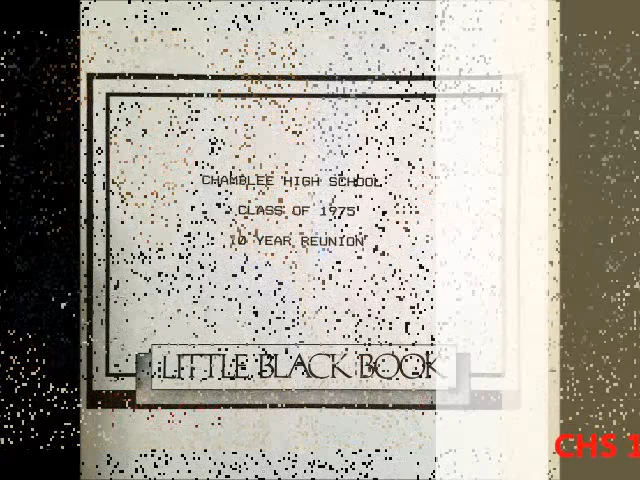 CHAMBLEE HIGH SCHOOL
CLASS OF 1975
10 YEAR REUNION
LITTLE BLACK BOOK
CHS 1